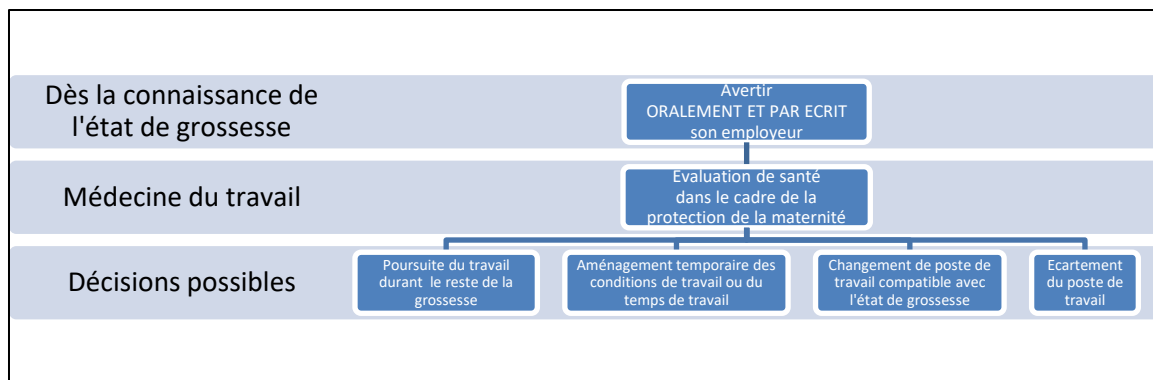 Dès la connaissance de
l'état de grossesse
Avertir
ORALEMENT ET PAR ECRIT
son employeur
Médecine du travail
Evaluation de santé
dans le cadre de la
protection de la maternité
Décisions possibles
Poursuite du travail
durant le reste de la
grossesse
Aménagement temporaire des
conditions de travail ou du
temps de travail
Changement de poste de
travail compatible avec
l'état de grossesse
Ecartement
du poste de
travail